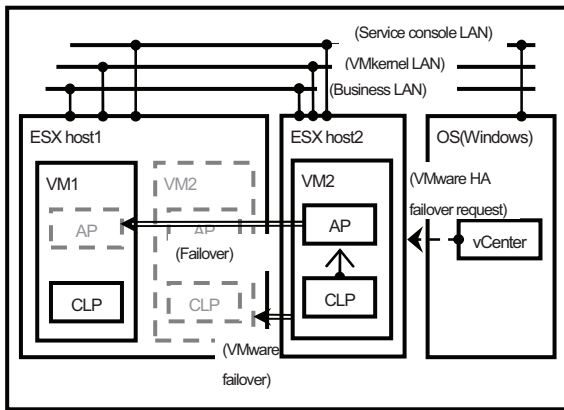 (Service console LAN)
(VMkernel LAN)
(Business LAN)
ESX host1
ESX host2
OS(Windows)
VM1
VM2
VM2
(VMware HA
failover request)
AP
AP
AP
vCenter
(Failover)
CLP
CLP
CLP
(VMware
failover)